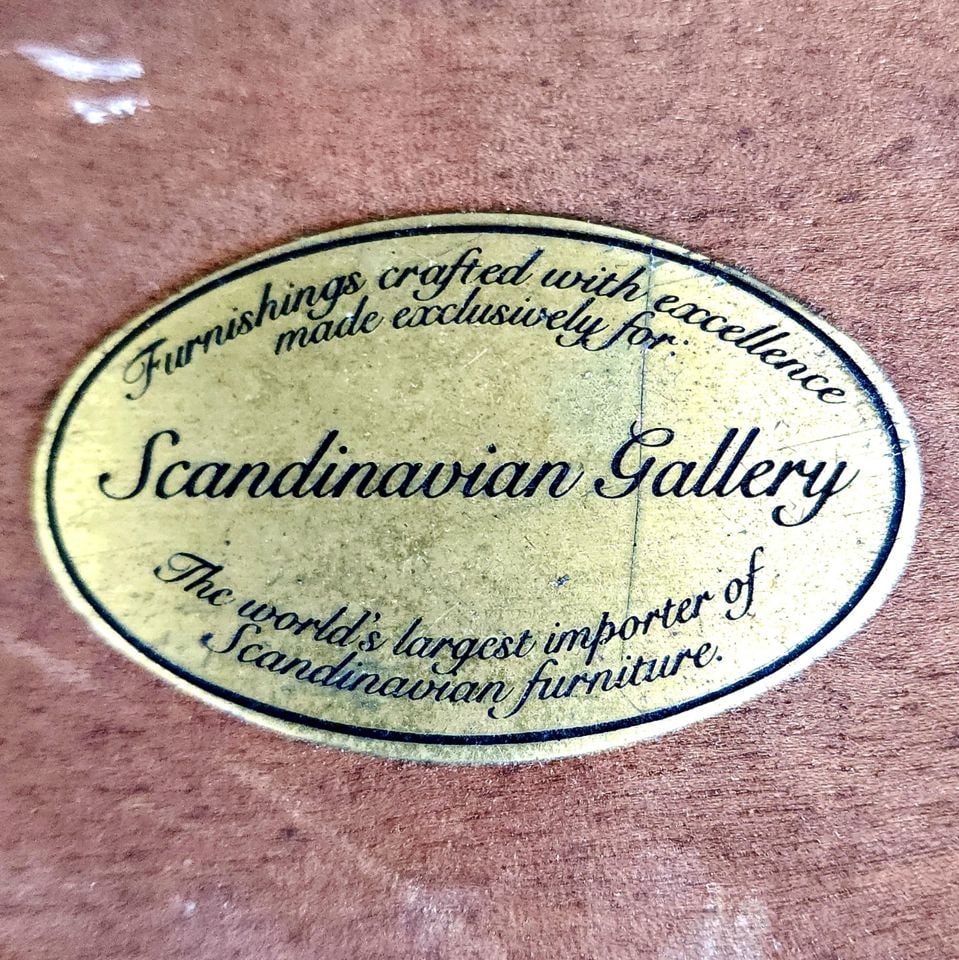 Furnishings crafted with excellence
made exclusively for:
Scandinavian Gallery
The world's largest importer of
Scandinavian furniture.